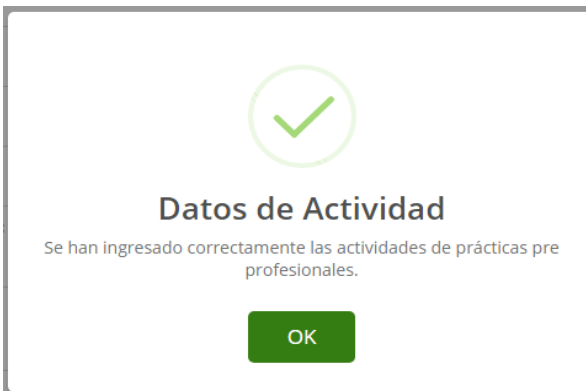 Datos de Actividad
Se han ingresado correctamente las actividades de prácticas pre
profesionales.
OK